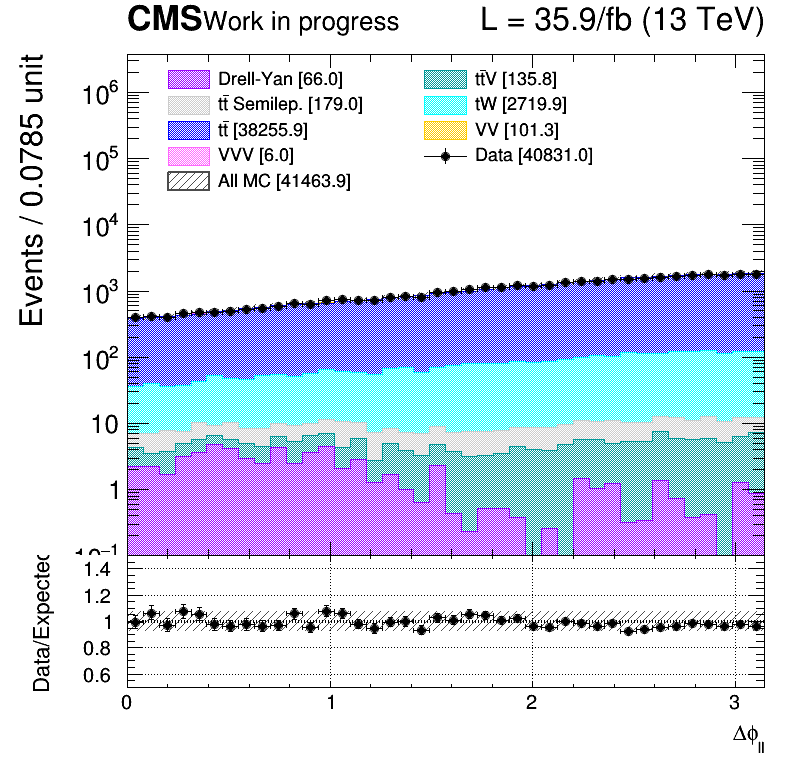 CMS Work in progress L = 35.9/fb (13 TeV)
Events / 0.0785 unit
Drell-Yan [66.0]
tt̄ Semilep. [179.0]
tt̄ [38255.9]
VVV [6.0]
All MC [41463.9]
tt̄V [135.8]
tW [2719.9]
VV [101.3]
Data [40831.0]
10⁶
10⁵
10⁴
10³
10²
10
1
10⁻¹
Data/Expected
1.4
1.2
1
0.8
0.6
0 1 2 3
Δϕ_ll